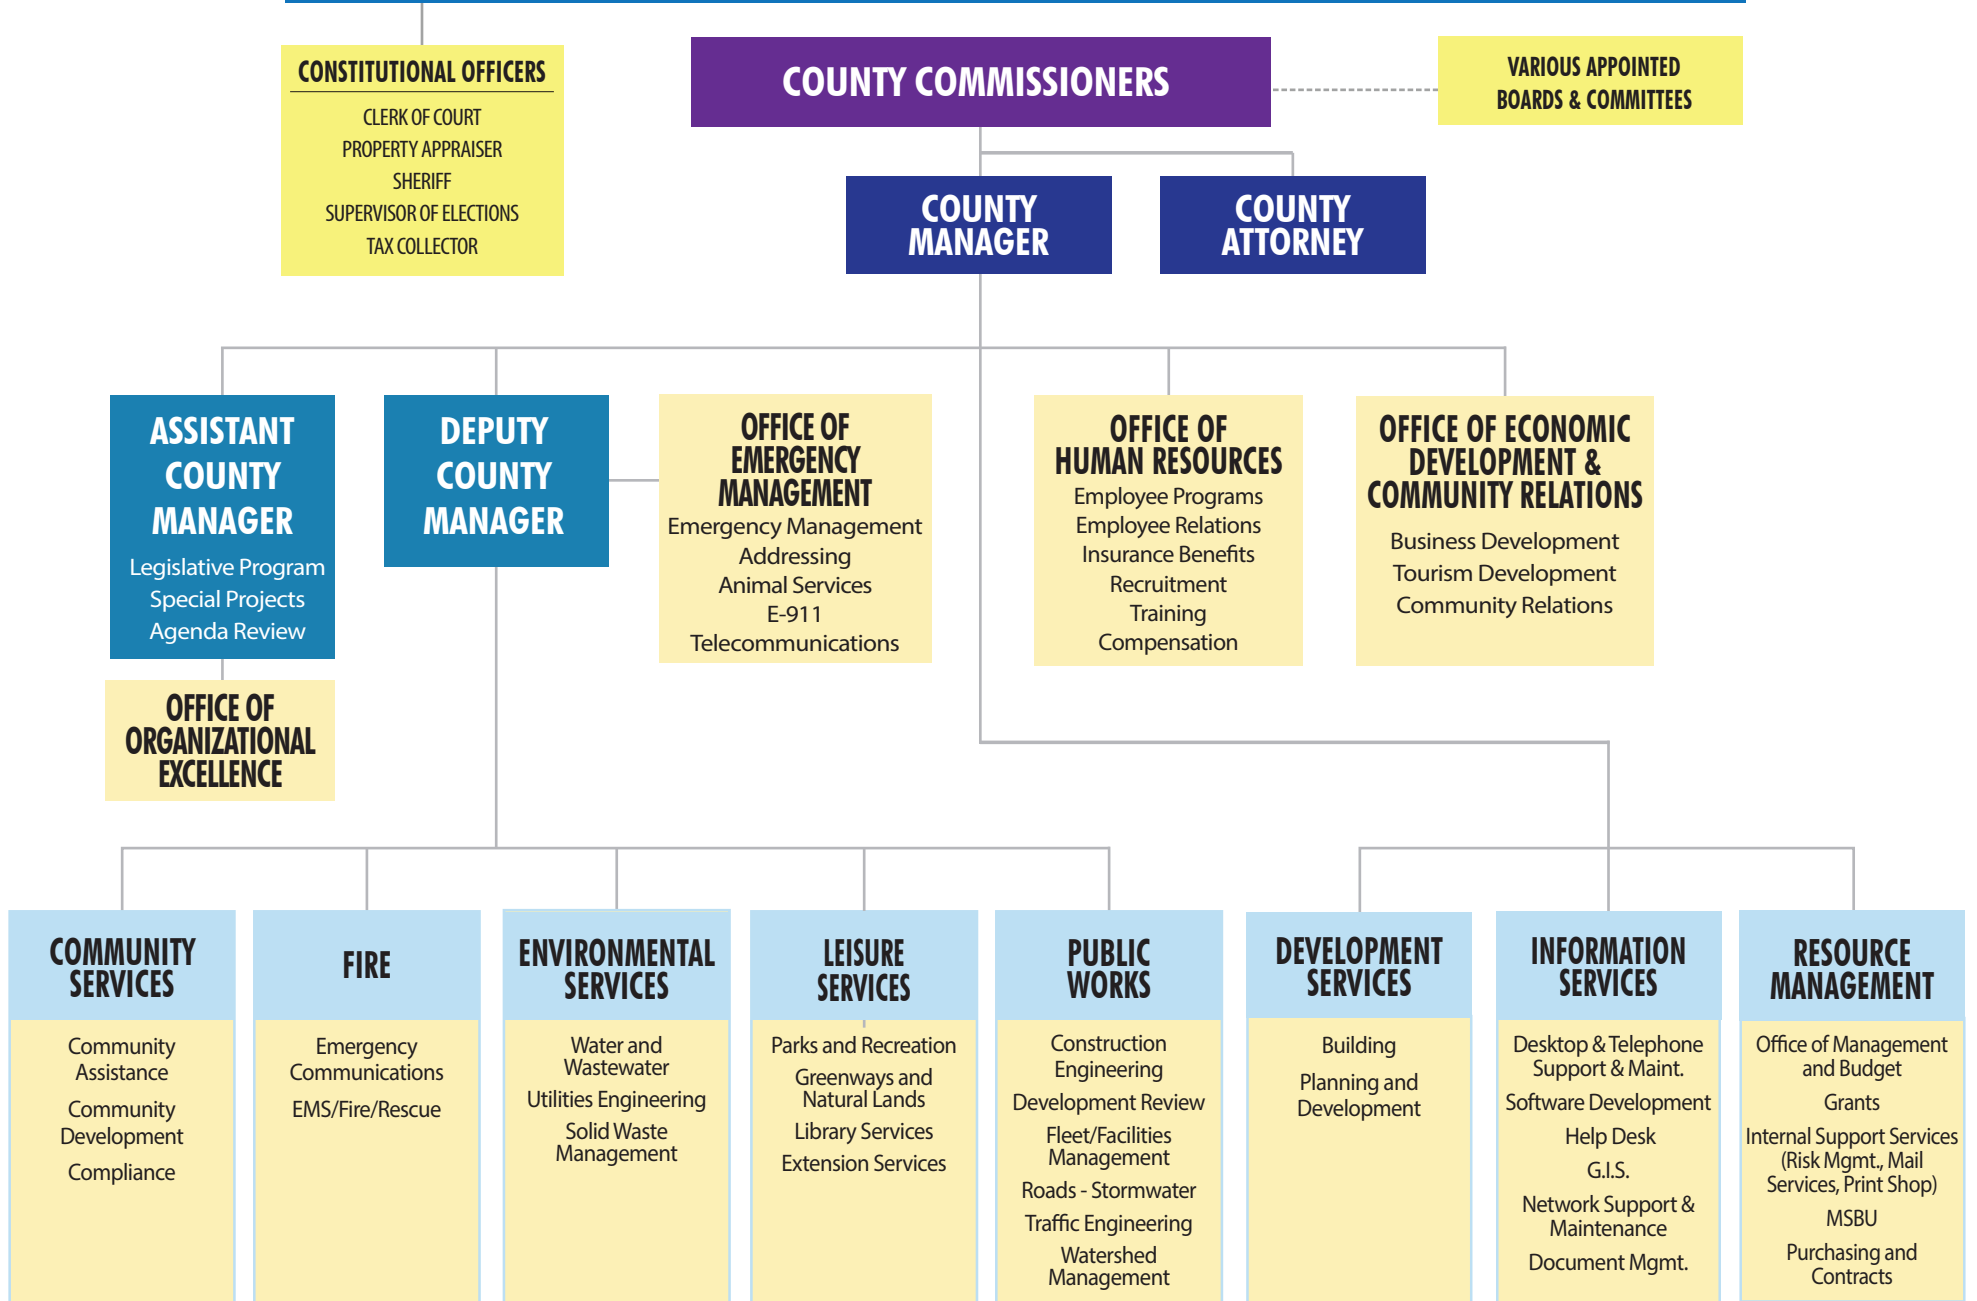 CONSTITUTIONAL OFFICERS
CLERK OF COURT
PROPERTY APPRAISER
SHERIFF
SUPERVISOR OF ELECTIONS
TAX COLLECTOR
COUNTY COMMISSIONERS
VARIOUS APPOINTED
BOARDS & COMMITTEES
COUNTY
MANAGER
COUNTY
ATTORNEY
ASSISTANT
COUNTY
MANAGER
Legislative Program
Special Projects
Agenda Review
OFFICE OF
ORGANIZATIONAL
EXCELLENCE
DEPUTY
COUNTY
MANAGER
OFFICE OF
EMERGENCY
MANAGEMENT
Emergency Management
Addressing
Animal Services
E-911
Telecommunications
OFFICE OF
HUMAN RESOURCES
Employee Programs
Employee Relations
Insurance Benefits
Recruitment
Training
Compensation
OFFICE OF ECONOMIC
DEVELOPMENT &
COMMUNITY RELATIONS
Business Development
Tourism Development
Community Relations
COMMUNITY
SERVICES
Community
Assistance
Community
Development
Compliance
FIRE
Emergency
Communications
EMS/Fire/Rescue
ENVIRONMENTAL
SERVICES
Water and
Wastewater
Utilities Engineering
Solid Waste
Management
LEISURE
SERVICES
Parks and Recreation
Greenways and
Natural Lands
Library Services
Extension Services
PUBLIC
WORKS
Construction
Engineering
Development Review
Fleet/Facilities
Management
Roads - Stormwater
Traffic Engineering
Watershed
Management
DEVELOPMENT
SERVICES
Building
Planning and
Development
INFORMATION
SERVICES
Desktop & Telephone
Support & Maint.
Software Development
Help Desk
G.I.S.
Network Support &
Maintenance
Document Mgmt.
RESOURCE
MANAGEMENT
Office of Management
and Budget
Grants
Internal Support Services
(Risk Mgmt., Mail
Services, Print Shop)
MSBU
Purchasing and
Contracts